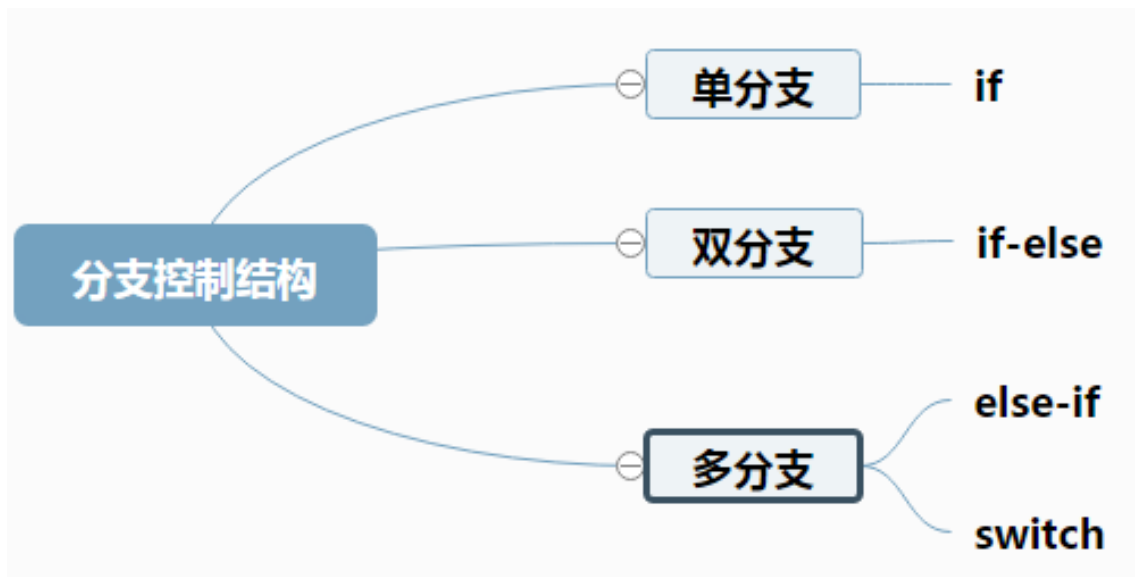 单分支
if
双分支
if-else
分支控制结构
else-if
多分支
switch